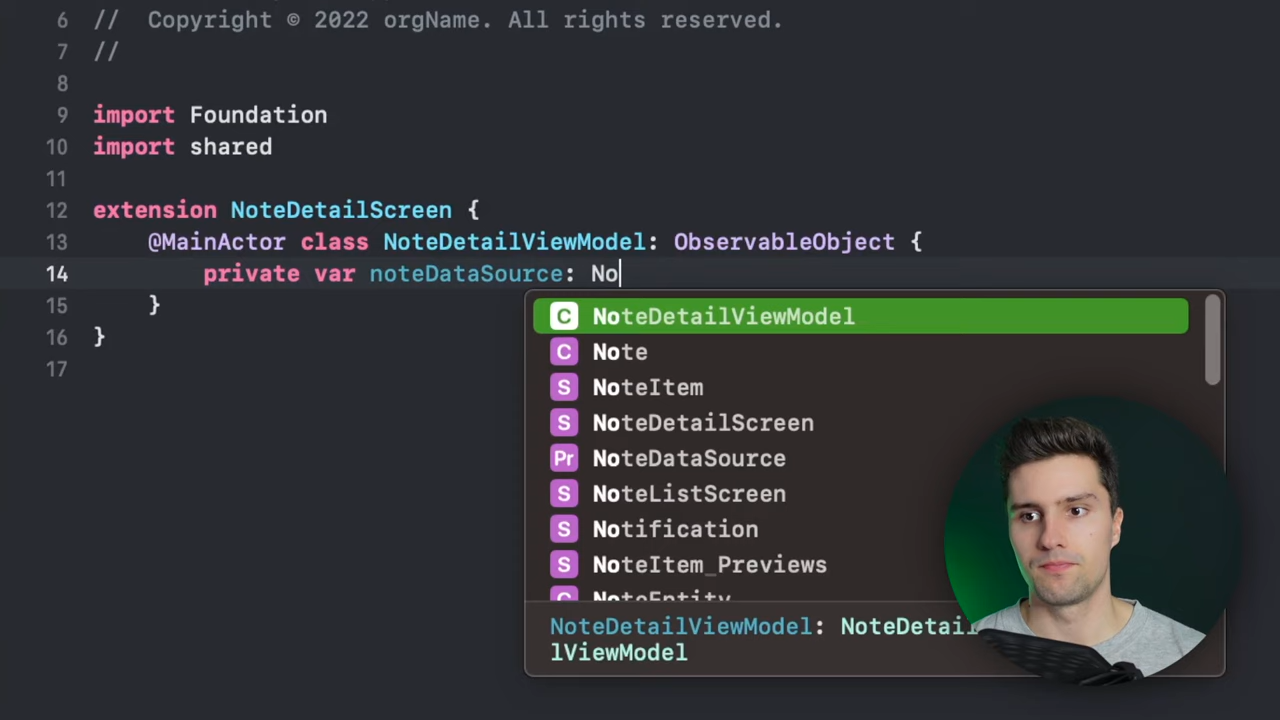 6 // Copyright © 2022 orgName. All rights reserved.
7 //
8
9 import Foundation
10 import shared
11
12 extension NoteDetailScreen {
13 @MainActor class NoteDetailViewModel: ObservableObject {
14 private var noteDataSource: No
15 }
16 }
17
C NoteDetailViewModel
C Note
S NoteItem
S NoteDetailScreen
Pr NoteDataSource
S NoteListScreen
S Notification
S NoteItem_Previews
C NoteEntity
NoteDetailViewModel: NoteDetail
lViewModel